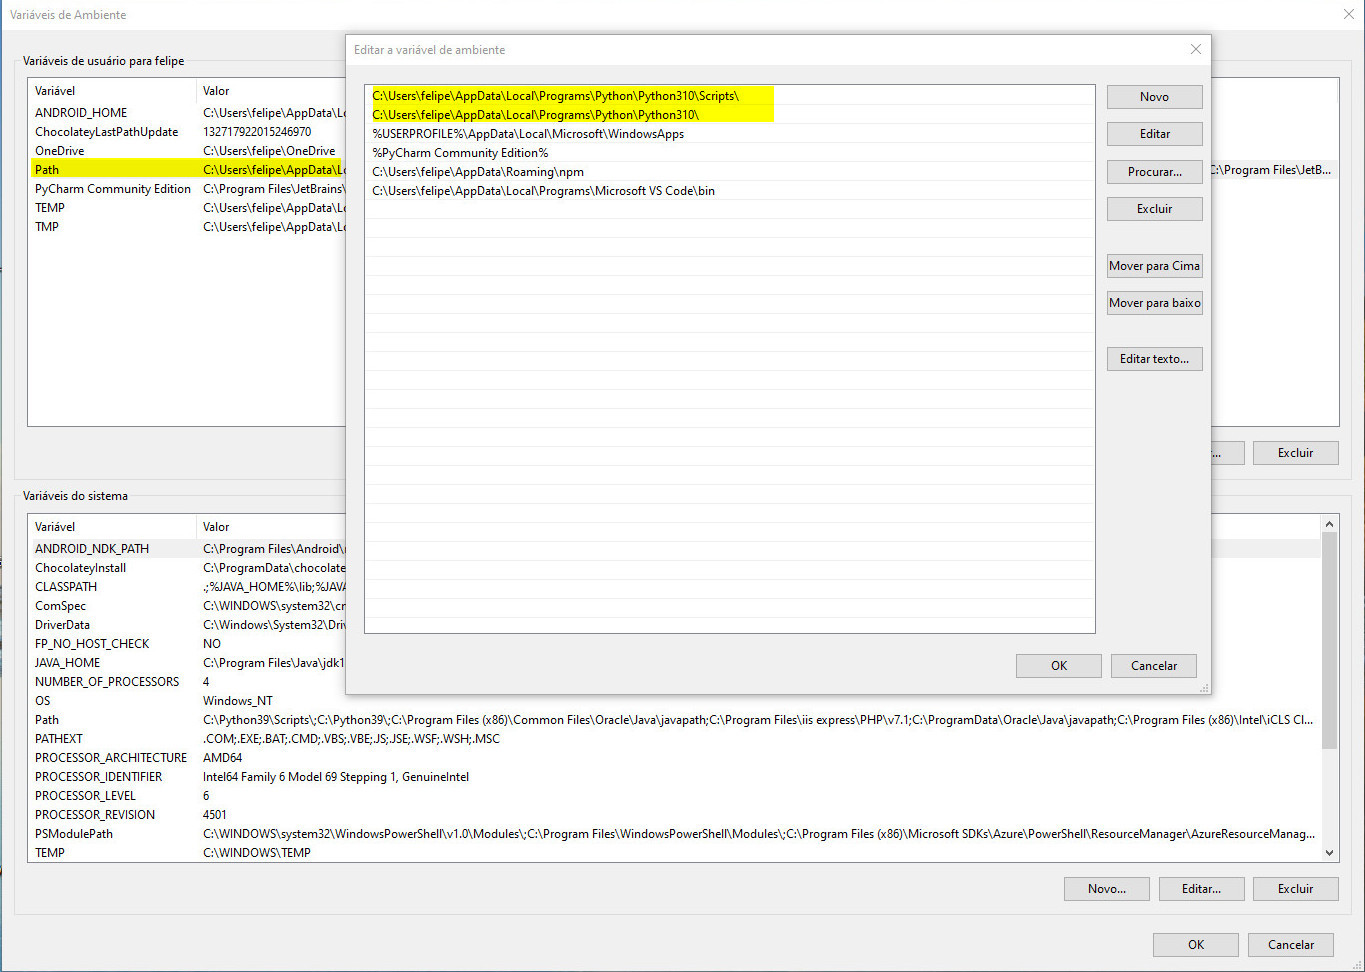 Variáveis de Ambiente
Variáveis de usuário para felipe
Variável Valor
ANDROID_HOME C:\Users\felipe\AppData\Lo
ChocolateyLastPathUpdate 132717922015246970
OneDrive C:\Users\felipe\OneDrive
Path C:\Users\felipe\AppData\Lo C:\Program Files\JetB...
PyCharm Community Edition C:\Program Files\JetBrains\
TEMP C:\Users\felipe\AppData\Lo
TMP C:\Users\felipe\AppData\Lo
... Excluir
Editar a variável de ambiente
C:\Users\felipe\AppData\Local\Programs\Python\Python310\Scripts\
C:\Users\felipe\AppData\Local\Programs\Python\Python310\
%USERPROFILE%\AppData\Local\Microsoft\WindowsApps
%PyCharm Community Edition%
C:\Users\felipe\AppData\Roaming\npm
C:\Users\felipe\AppData\Local\Programs\Microsoft VS Code\bin
Novo
Editar
Procurar...
Excluir
Mover para Cima
Mover para baixo
Editar texto...
OK Cancelar
Variáveis do sistema
Variável Valor
ANDROID_NDK_PATH C:\Program Files\Android\
ChocolateyInstall C:\ProgramData\chocolate
CLASSPATH .;%JAVA_HOME%\lib;%JAVA
ComSpec C:\WINDOWS\system32\cm
DriverData C:\Windows\System32\Driv
FP_NO_HOST_CHECK NO
JAVA_HOME C:\Program Files\Java\jdk1
NUMBER_OF_PROCESSORS 4
OS Windows_NT
Path C:\Python39\Scripts\;C:\Python39\;C:\Program Files (x86)\Common Files\Oracle\Java\javapath;C:\Program Files\iis express\PHP\v7.1;C:\ProgramData\Oracle\Java\javapath;C:\Program Files (x86)\Intel\iCLS Cl...
PATHEXT .COM;.EXE;.BAT;.CMD;.VBS;.VBE;.JS;.JSE;.WSF;.WSH;.MSC
PROCESSOR_ARCHITECTURE AMD64
PROCESSOR_IDENTIFIER Intel64 Family 6 Model 69 Stepping 1, GenuineIntel
PROCESSOR_LEVEL 6
PROCESSOR_REVISION 4501
PSModulePath C:\WINDOWS\system32\WindowsPowerShell\v1.0\Modules\;C:\Program Files\WindowsPowerShell\Modules\;C:\Program Files (x86)\Microsoft SDKs\Azure\PowerShell\ResourceManager\AzureResourceManag...
TEMP C:\WINDOWS\TEMP
Novo... Editar... Excluir
OK Cancelar